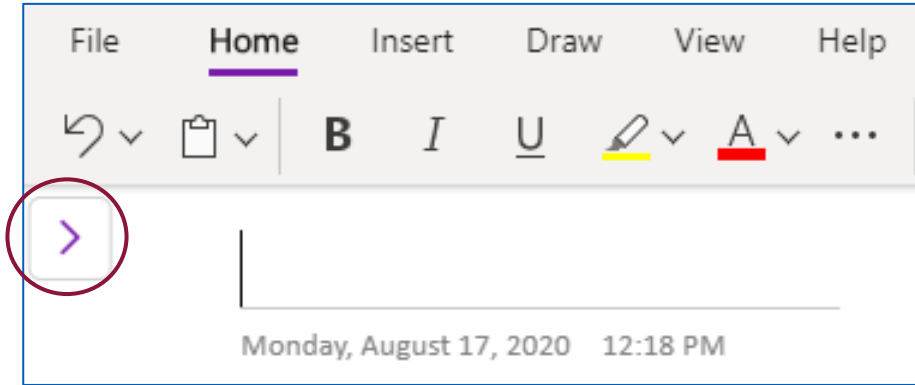 File Home Insert Draw View Help
B I U A
Monday, August 17, 2020 12:18 PM